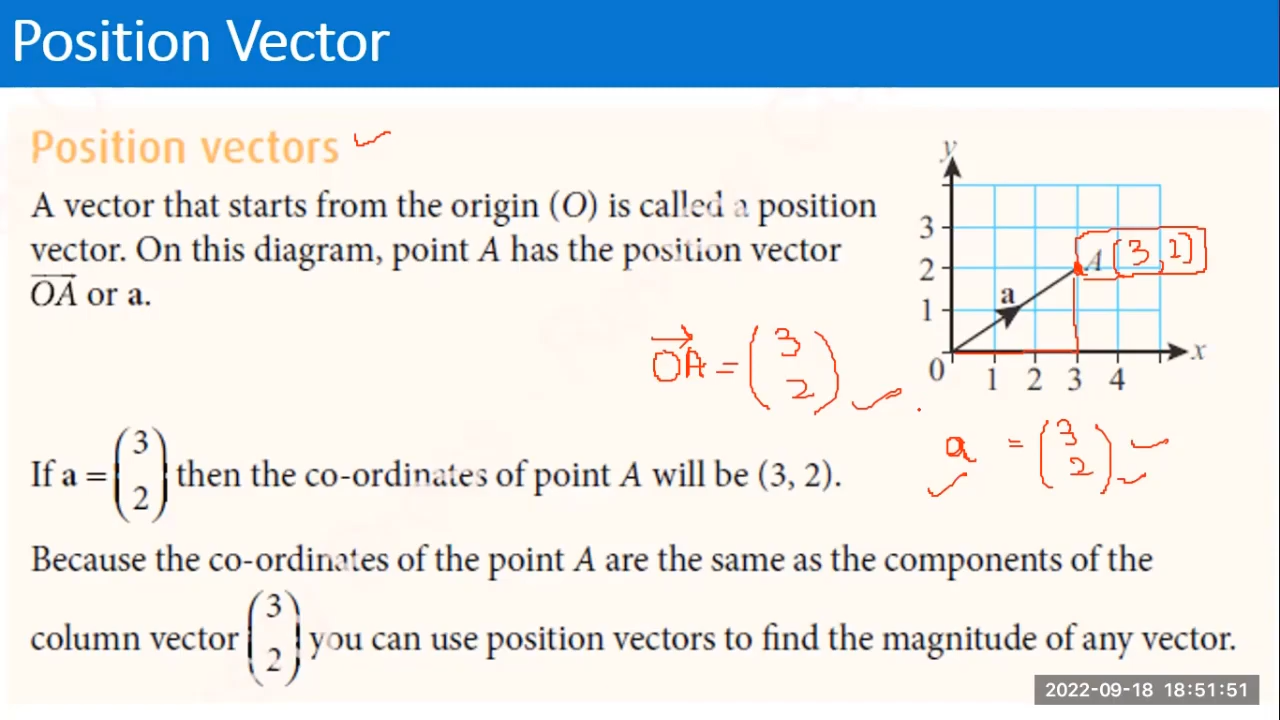 Position Vector
Position vectors ✓
A vector that starts from the origin (O) is called a position
vector. On this diagram, point A has the position vector
OA or a.
y
3
2
1
0
1 2 3 4
x
a
A (3, 2)
OA = (3 2)
a = (3 2)
If a = (3 2) then the co-ordinates of point A will be (3, 2).
Because the co-ordinates of the point A are the same as the components of the
column vector (3 2) you can use position vectors to find the magnitude of any vector.
2022-09-18 18:51:51